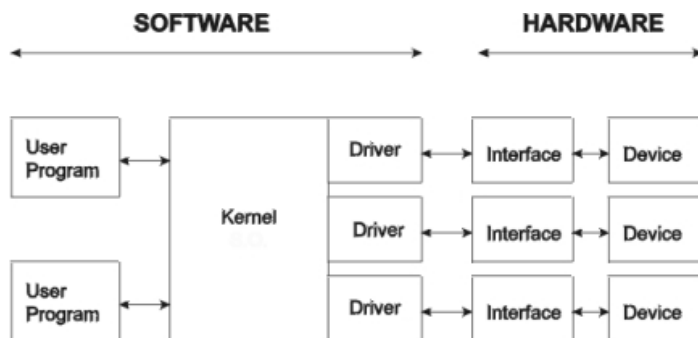 SOFTWARE
HARDWARE
User
Program
Kernel
S.O.
Driver
Interface
Device
Driver
Interface
Device
User
Program
Driver
Interface
Device